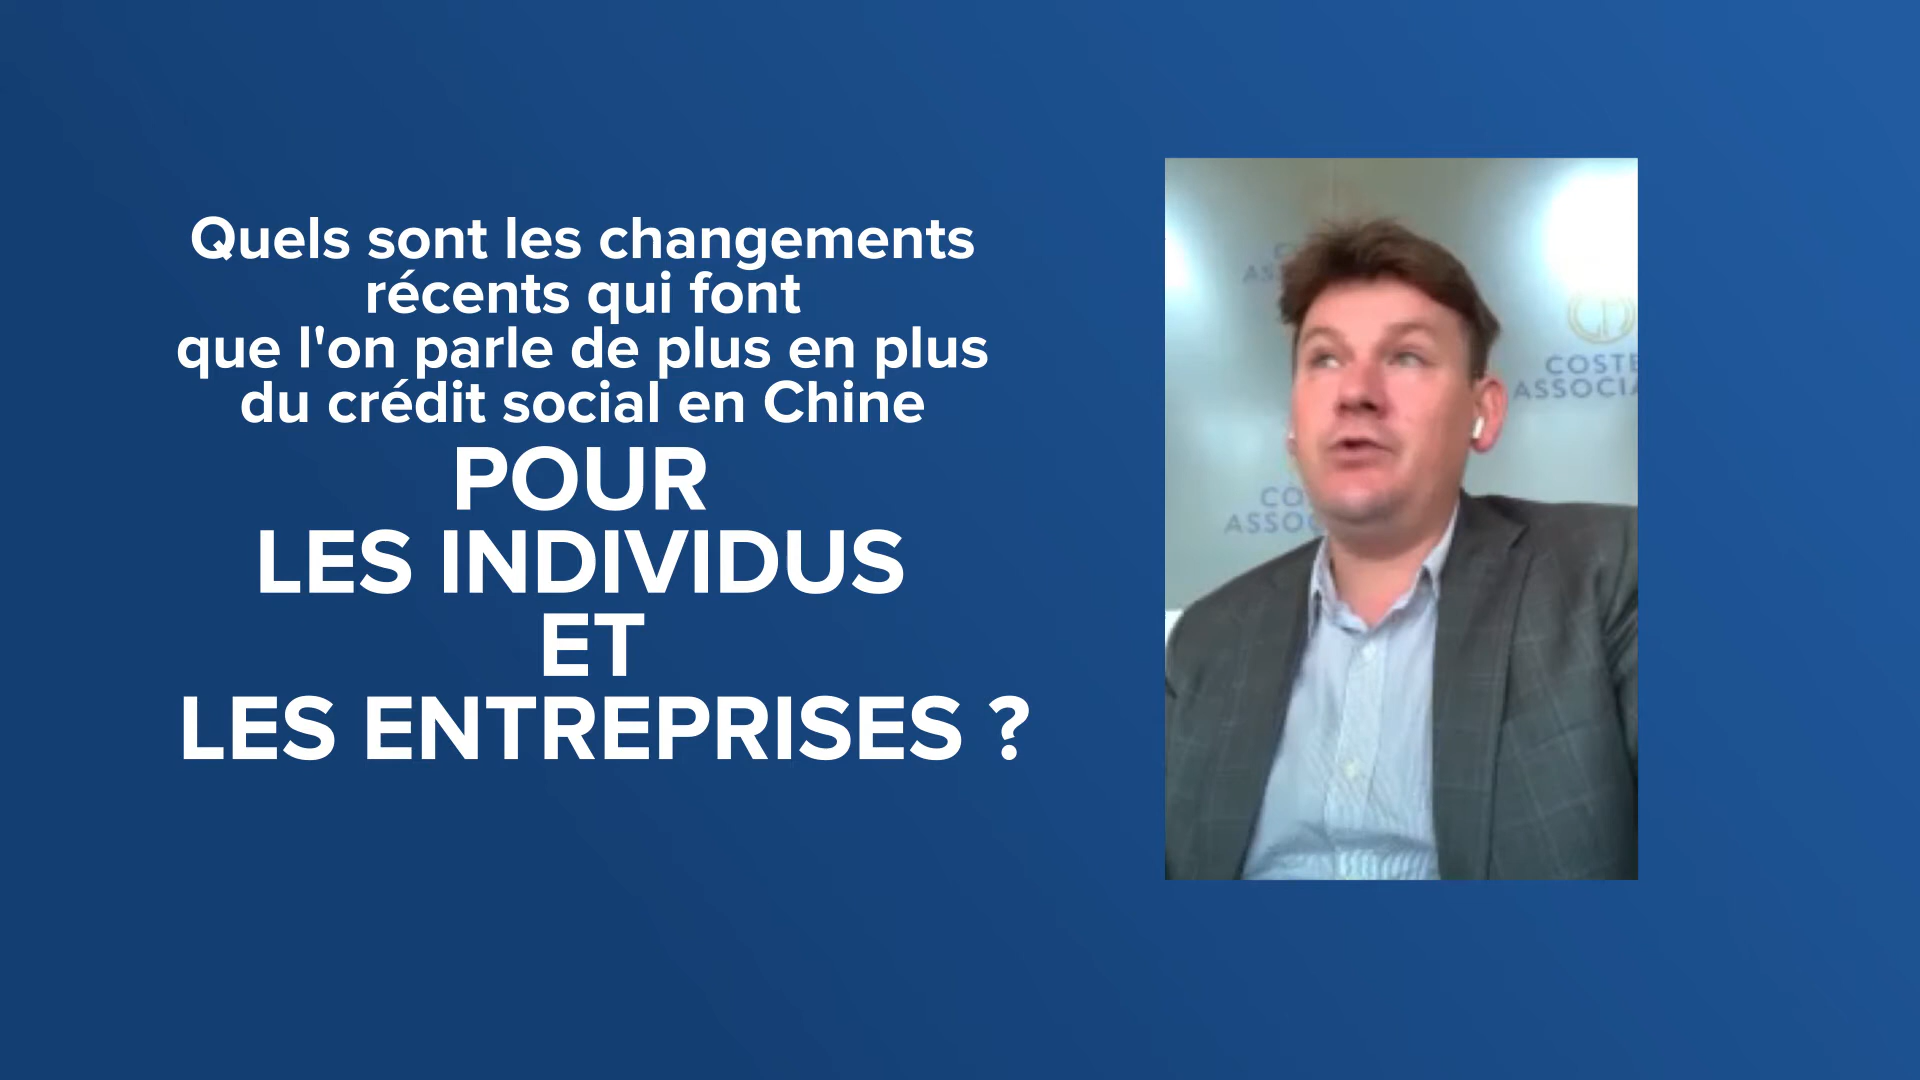 Quels sont les changements
récents qui font
que l'on parle de plus en plus
du crédit social en Chine
POUR
LES INDIVIDUS
ET
LES ENTREPRISES ?